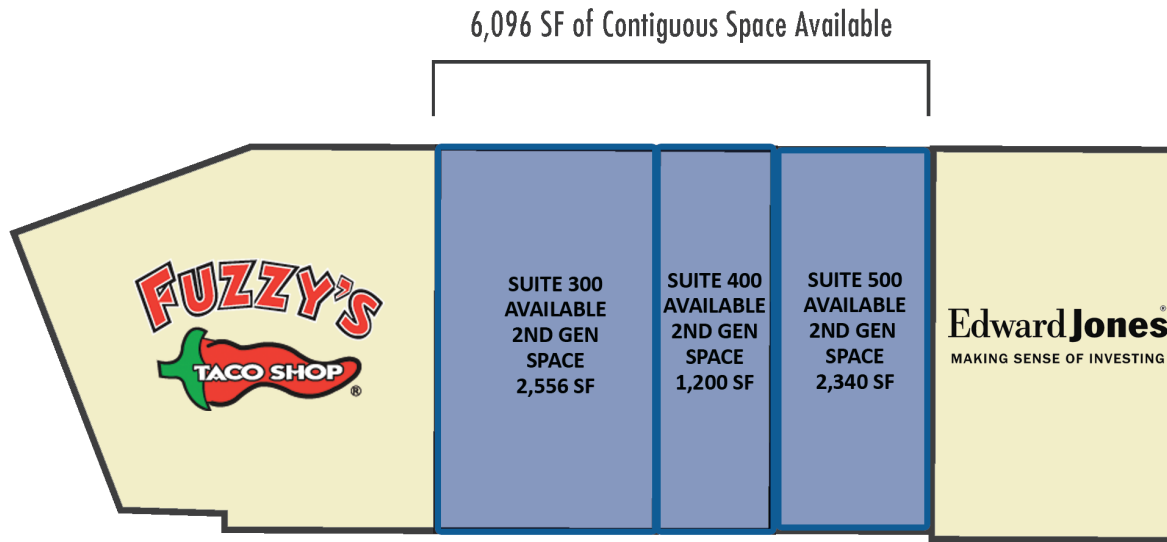 6,096 SF of Contiguous Space Available
FUZZY'S
TACO SHOP
®
SUITE 300
AVAILABLE
2ND GEN
SPACE
2,556 SF
SUITE 400
AVAILABLE
2ND GEN
SPACE
1,200 SF
SUITE 500
AVAILABLE
2ND GEN
SPACE
2,340 SF
Edward Jones®
MAKING SENSE OF INVESTING